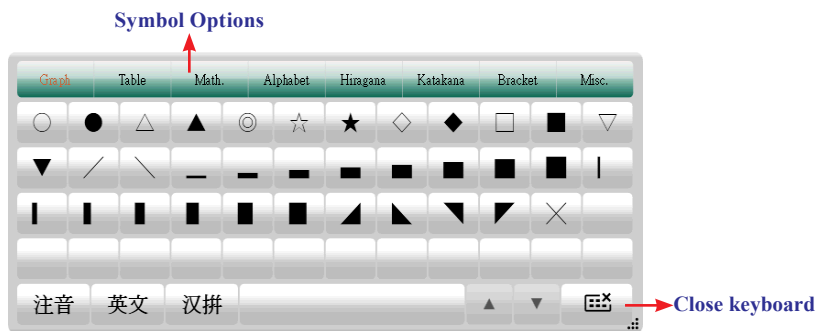 Symbol Options
Graph Table Math. Alphabet Hiragana Katakana Bracket Misc.
○ ● △ ▲ ◎ ☆ ★ ◇ ◆ □ ■ ▽
▼ ╱ ╲ ▁ ▂ ▃ ▄ ▅ ▆ ▇ █ ▏
▎ ▍ ▌ ▋ ▊ ▉ ◢ ◣ ◥ ◤ ╳
注音 英文 汉拼 ▲ ▼
Close keyboard